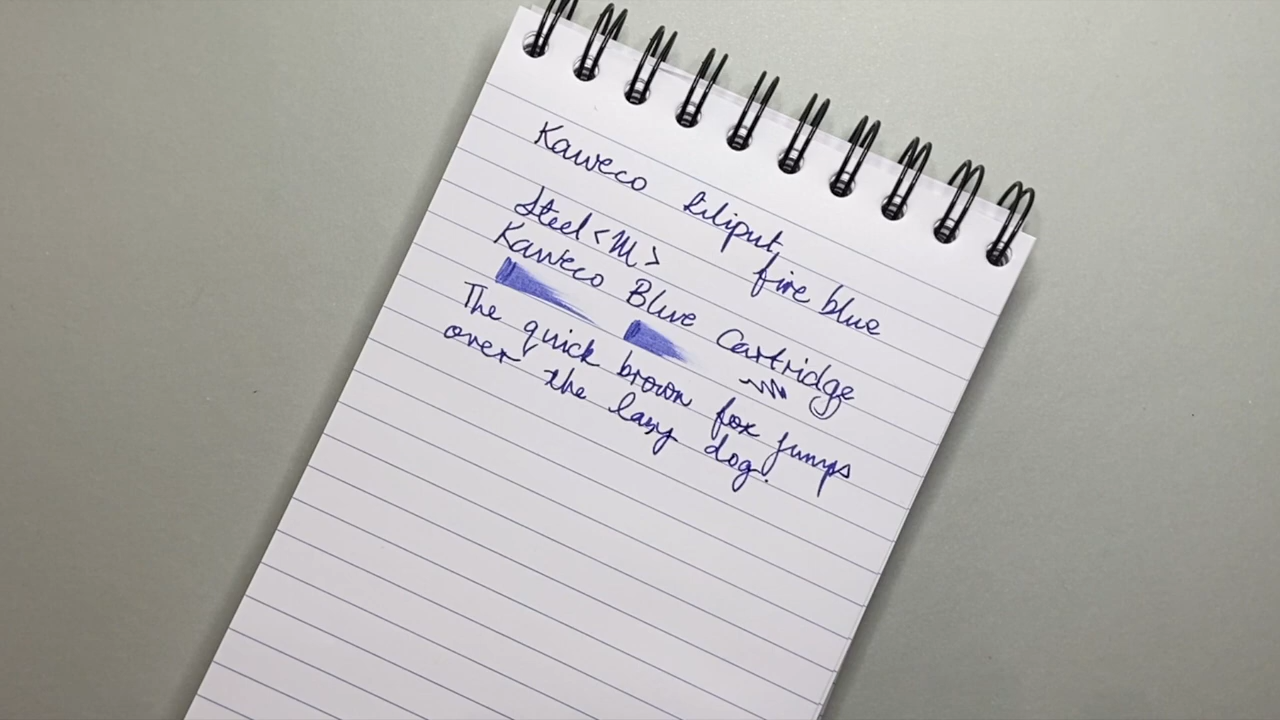 Kaweco Liliput,
fire blue
Steel <M>
Kaweco Blue Cartridge
The quick brown fox jumps
over the lazy dog.